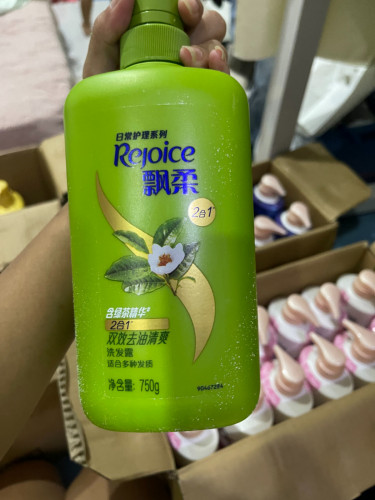 日常护理系列
Rejoice
飘柔
2合1
含绿茶精华
2合1
双效去油清爽
洗发露
适合多种发质
净含量: 750g